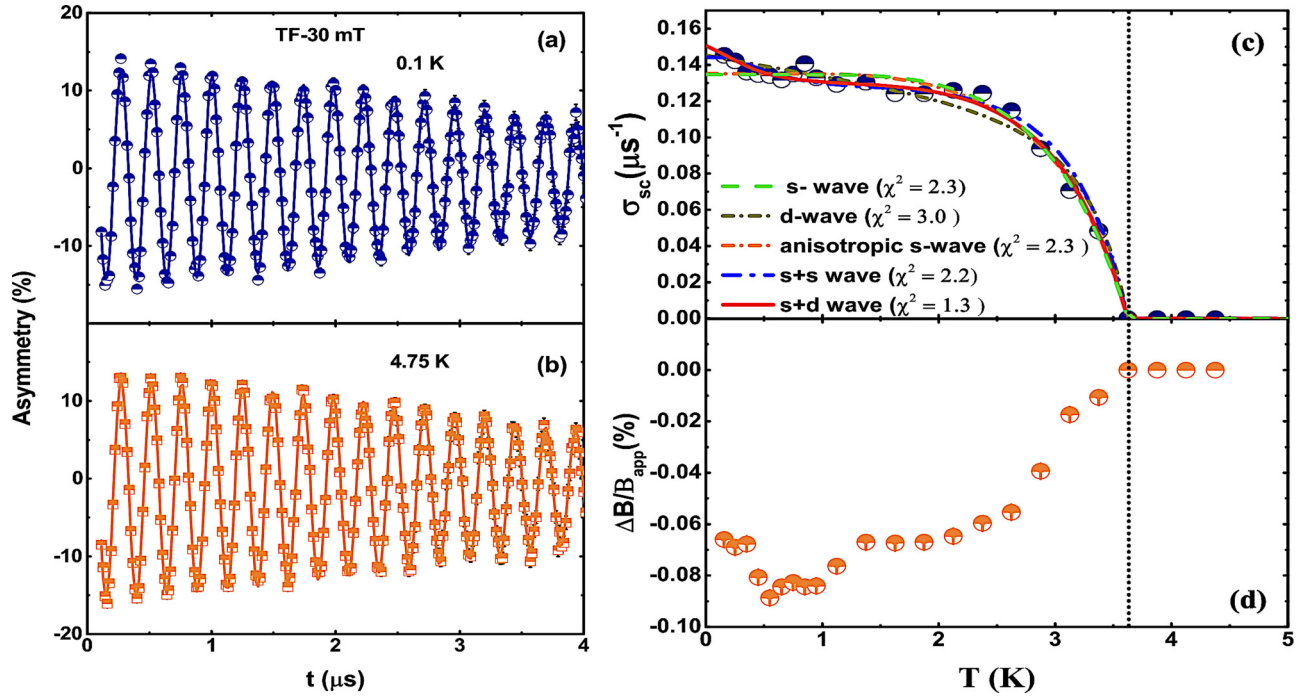 TF-30 mT
(a)
0.1 K
20
10
0
-10
4.75 K
(b)
10
0
-10
-20
0
1
2
3
4
Asymmetry (%)
t (μs)
(c)
0.16
0.14
0.12
0.10
0.08
0.06
0.04
0.02
0.00
σsc(μs⁻¹)
s- wave (χ² = 2.3)
d-wave (χ² = 3.0 )
anisotropic s-wave (χ² = 2.3 )
s+s wave (χ² = 2.2)
s+d wave (χ² = 1.3 )
0.00
-0.02
-0.04
-0.06
-0.08
-0.10
ΔB/Bapp(%)
(d)
0
1
2
3
4
5
T (K)